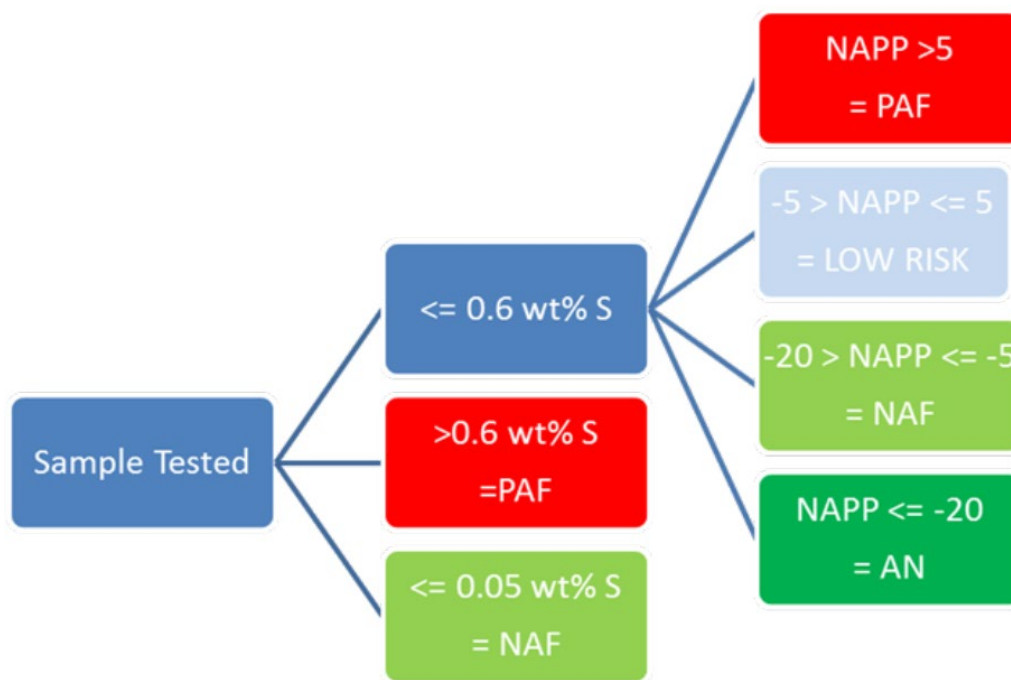 Sample Tested
<= 0.6 wt% S
>0.6 wt% S
=PAF
<= 0.05 wt% S
= NAF
NAPP >5
= PAF
-5 > NAPP <= 5
= LOW RISK
-20 > NAPP <= -5
= NAF
NAPP <= -20
= AN